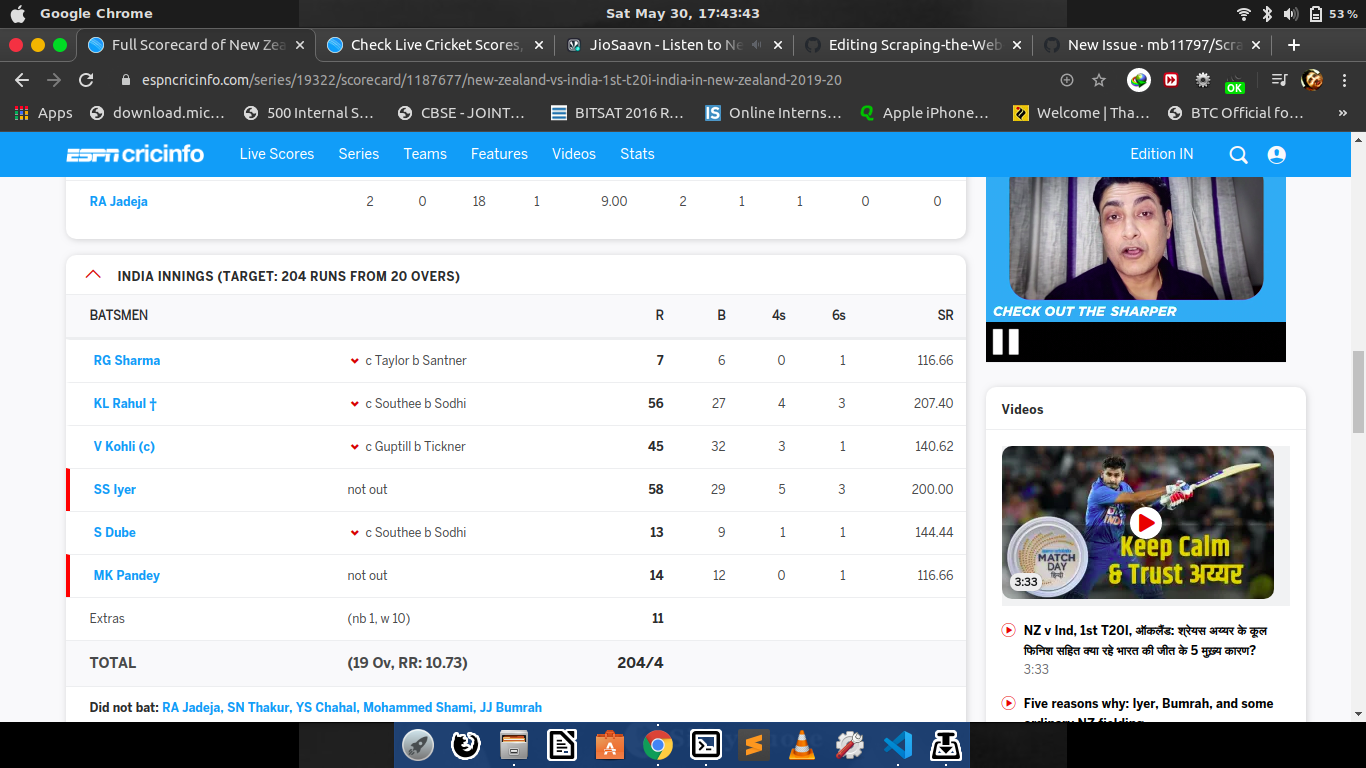 Google Chrome
Sat May 30, 17:43:43
53 %
Full Scorecard of New Zea
Check Live Cricket Scores,
JioSaavn - Listen to Ne
Editing Scraping-the-Web
New Issue · mb11797/Scra
espncricinfo.com/series/19322/scorecard/1187677/new-zealand-vs-india-1st-t20i-india-in-new-zealand-2019-20
OK
Apps
download.mic...
500 Internal S...
CBSE - JOINT...
BITSAT 2016 R...
IS Online Interns...
Apple iPhone...
Welcome | Tha...
BTC Official fo...
»
ESPN cricinfo
Live Scores Series Teams Features Videos Stats
Edition IN
RA Jadeja 2 0 18 1 9.00 2 1 1 0 0
INDIA INNINGS (TARGET: 204 RUNS FROM 20 OVERS)
BATSMEN R B 4s 6s SR
RG Sharma c Taylor b Santner 7 6 0 1 116.66
KL Rahul † c Southee b Sodhi 56 27 4 3 207.40
V Kohli (c) c Guptill b Tickner 45 32 3 1 140.62
SS Iyer not out 58 29 5 3 200.00
S Dube c Southee b Sodhi 13 9 1 1 144.44
MK Pandey not out 14 12 0 1 116.66
Extras (nb 1, w 10) 11
TOTAL (19 Ov, RR: 10.73) 204/4
Did not bat: RA Jadeja, SN Thakur, YS Chahal, Mohammed Shami, JJ Bumrah
CHECK OUT THE SHARPER
Videos
MATCH
DAY
हिन्दी
Keep Calm
& Trust अय्यर
3:33
NZ v Ind, 1st T20I, ऑकलैंड: श्रेयस अय्यर के कूल
फिनिश सहित क्या रहे भारत की जीत के 5 मुख्य कारण?
3:33
Five reasons why: Iyer, Bumrah, and some
ordinary NZ fielding